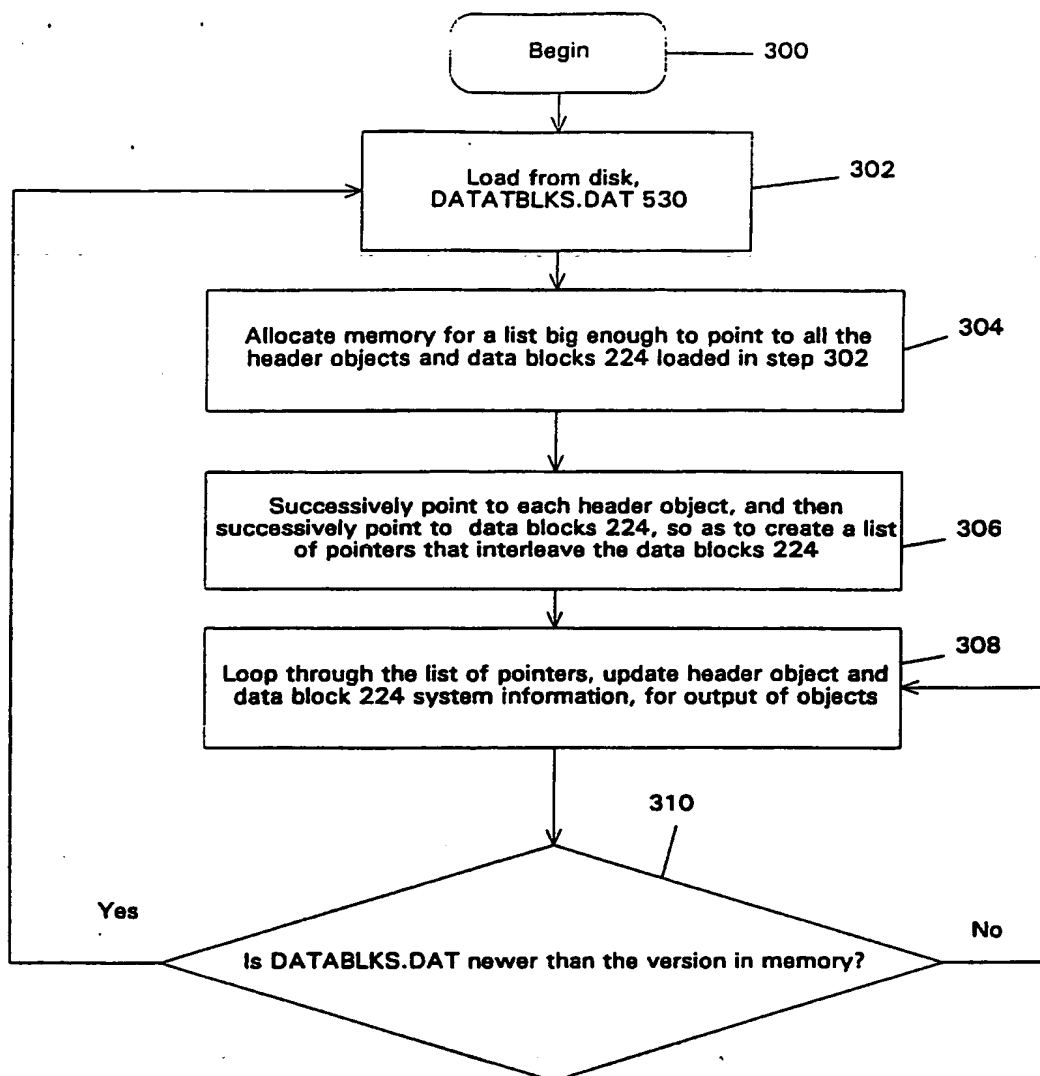 Begin
300
Load from disk,
DATATBLKS.DAT 530
302
Allocate memory for a list big enough to point to all the
header objects and data blocks 224 loaded in step 302
304
Successively point to each header object, and then
successively point to data blocks 224, so as to create a list
of pointers that interleave the data blocks 224
306
Loop through the list of pointers, update header object and
data block 224 system information, for output of objects
308
310
Yes
No
Is DATABLKS.DAT newer than the version in memory?